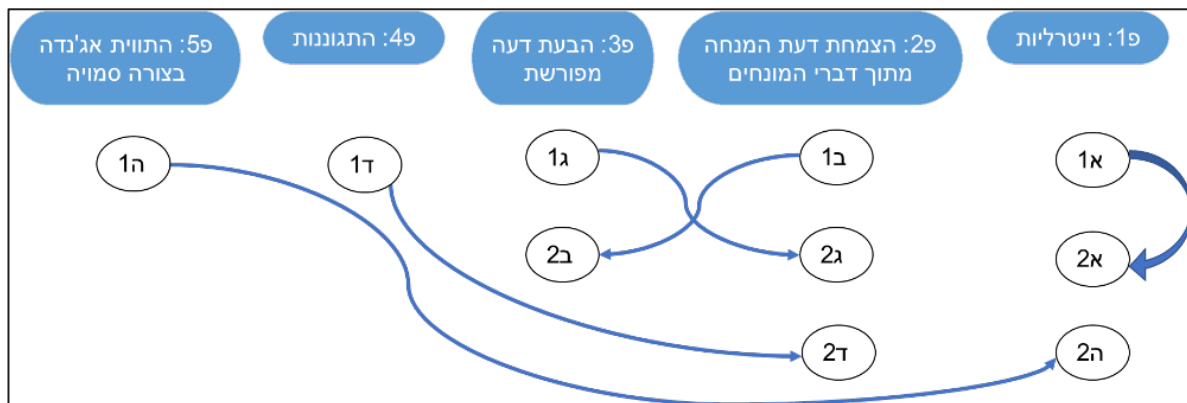 פ1: נייטרליות
פ2: הצמחת דעת המנחה
מתוך דברי המונחים
פ3: הבעת דעה
מפורשת
פ4: התגוננות
פ5: התווית אג'נדה
בצורה סמויה
א1
ב1
ג1
ד1
ה1
א2
ג2
ב2
ה2
ד2